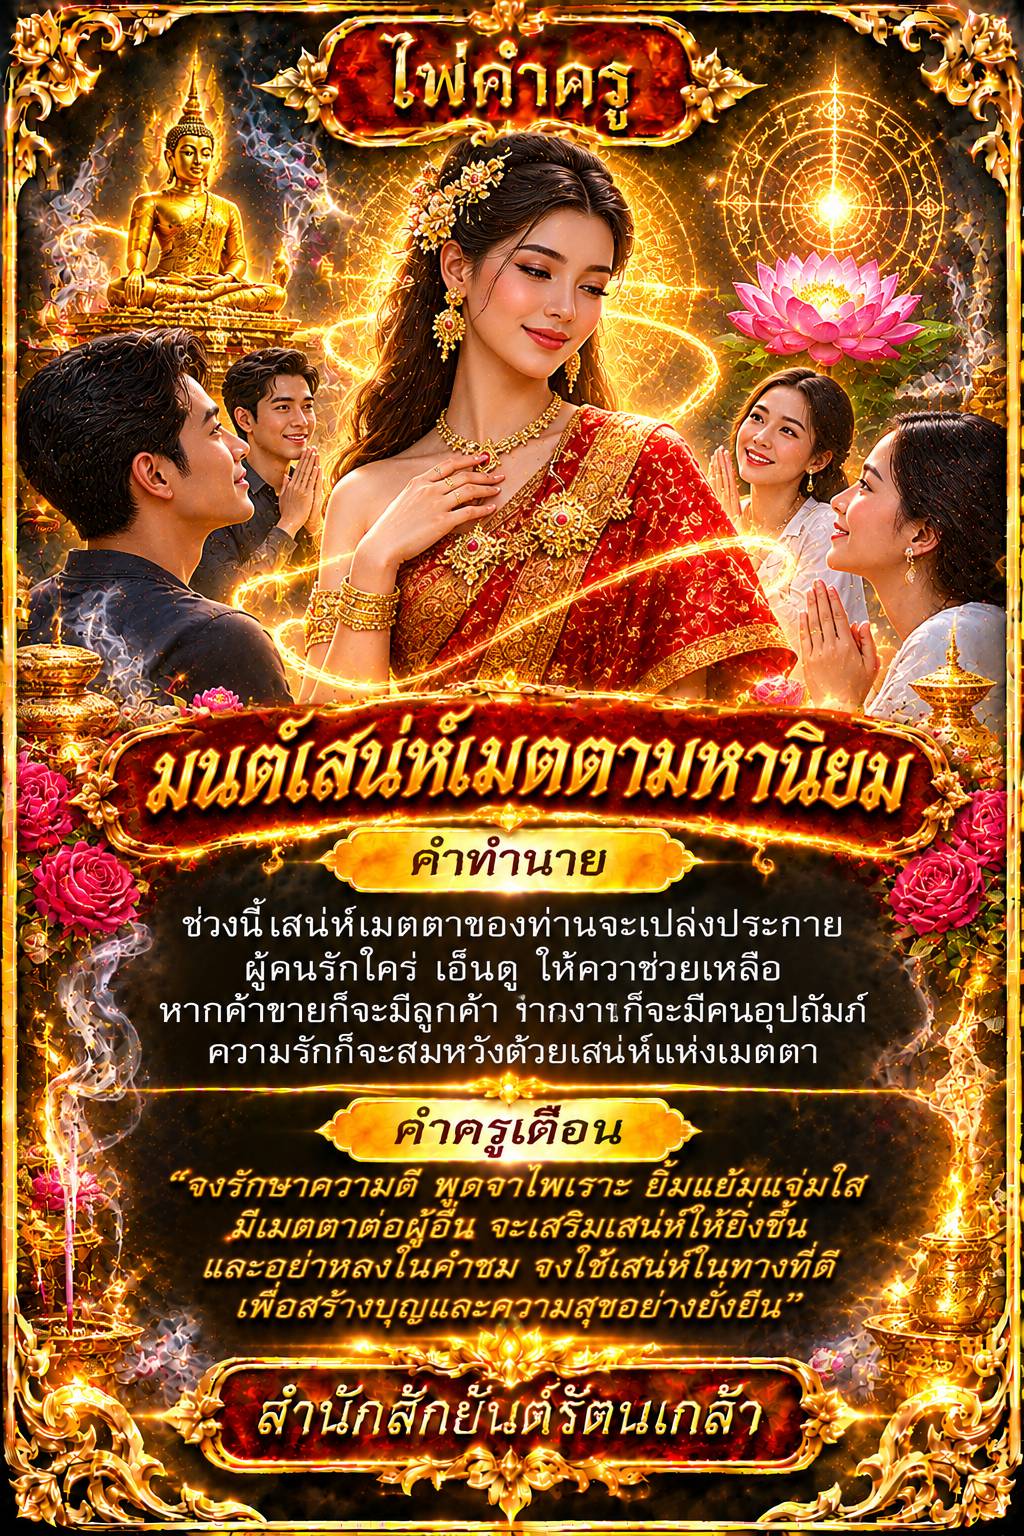 ไพ่คำครู
มนต์เสน่ห์เมตตามหานิยม
คำทำนาย
ช่วงนี้ เสน่ห์เมตตาของท่านจะเปล่งประกาย
ผู้คนรักใคร่ เอ็นดู ให้ควาช่วยเหลือ
หากค้าขายก็จะมีลูกค้า ก็จะมีคนอุปถัมภ์
ความรักก็จะสมหวังด้วยเสน่ห์แห่งเมตตา
คำครูเตือน
“จงรักษาความดี พูดจาไพเราะ ยิ้มแย้มแจ่มใส
มีเมตตาต่อผู้อื่น จะเสริมเสน่ห์ให้ยิ่งขึ้น
และอย่าหลงในคำชม จงใช้เสน่ห์ในทางที่ดี
เพื่อสร้างบุญและความสุขอย่างยั่งยืน”
สำนักสักยันต์รัตนเกล้า